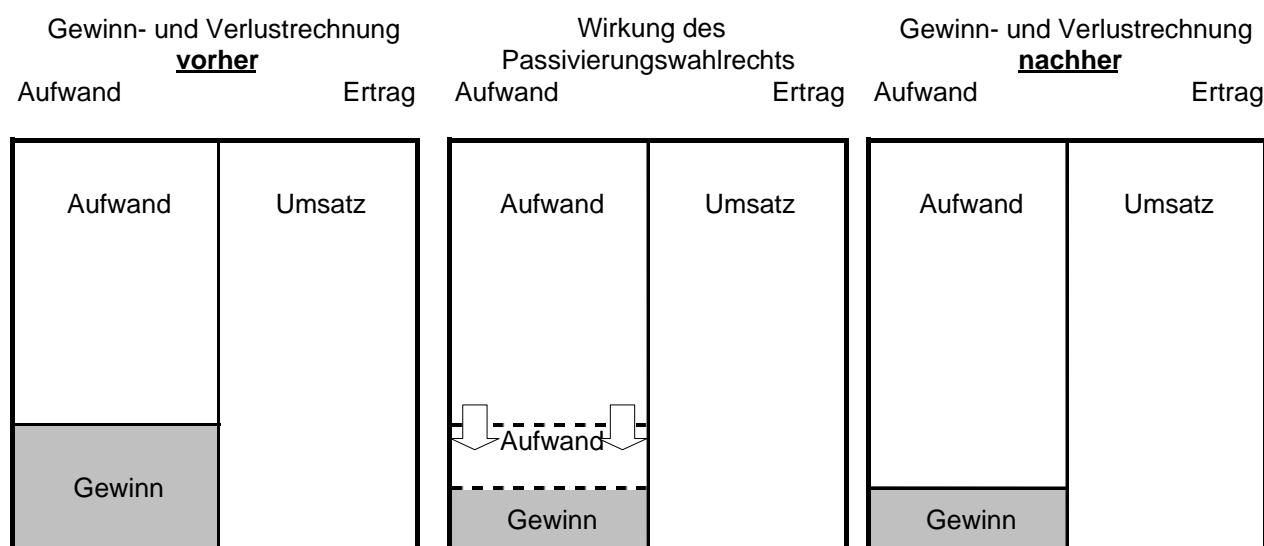 Gewinn- und Verlustrechnung
vorher
Aufwand Ertrag
Aufwand Umsatz
Gewinn
Wirkung des
Passivierungswahlrechts
Aufwand Ertrag
Aufwand Umsatz
Aufwand
Gewinn
Gewinn- und Verlustrechnung
nachher
Aufwand Ertrag
Aufwand Umsatz
Gewinn